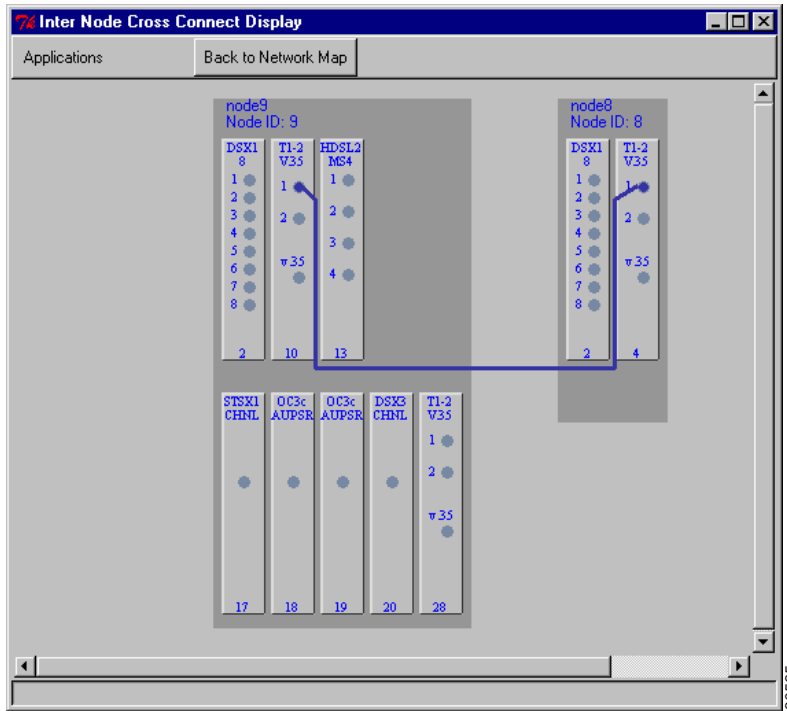 Inter Node Cross Connect Display
Applications
Back to Network Map
node9
Node ID: 9
DSX1
8
1
2
3
4
5
6
7
8
2
T1-2
V35
1
2
v35
10
HDSL2
MS4
1
2
3
4
13
STSX1
CHNL
17
OC3c
AUPSR
18
OC3c
AUPSR
19
DSX3
CHNL
20
T1-2
V35
1
2
v35
28
node8
Node ID: 8
DSX1
8
1
2
3
4
5
6
7
8
2
T1-2
V35
1
2
v35
4